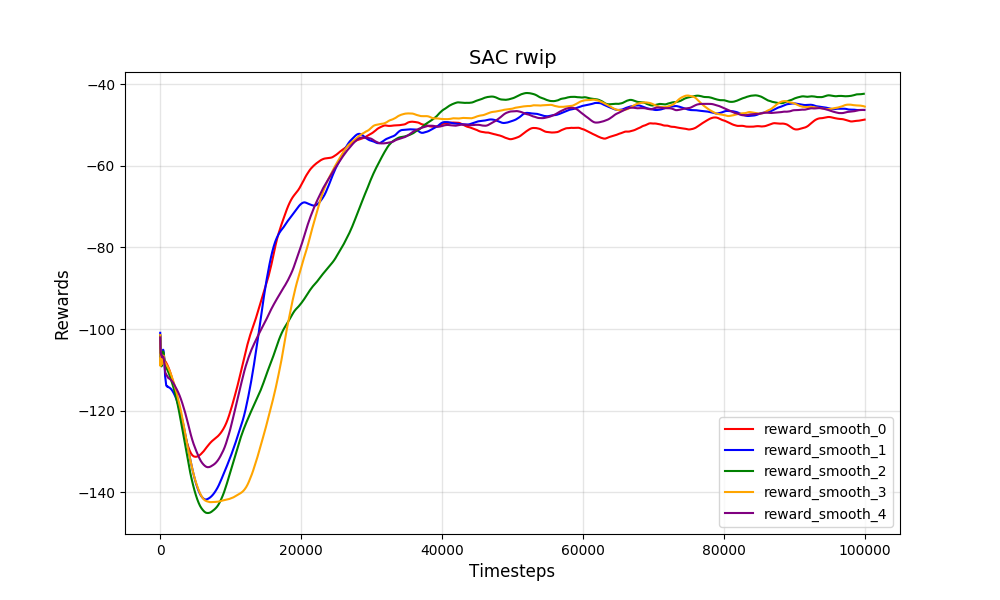 SAC rwip
Rewards
−40
−60
−80
−100
−120
−140
0 20000 40000 60000 80000 100000
Timesteps
reward_smooth_0
reward_smooth_1
reward_smooth_2
reward_smooth_3
reward_smooth_4